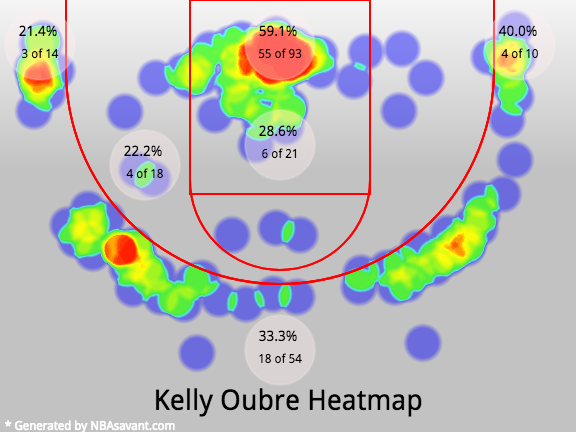 21.4%
3 of 14
59.1%
55 of 93
40.0%
4 of 10
28.6%
6 of 21
22.2%
4 of 18
33.3%
18 of 54
Kelly Oubre Heatmap
* Generated by NBAsavant.com